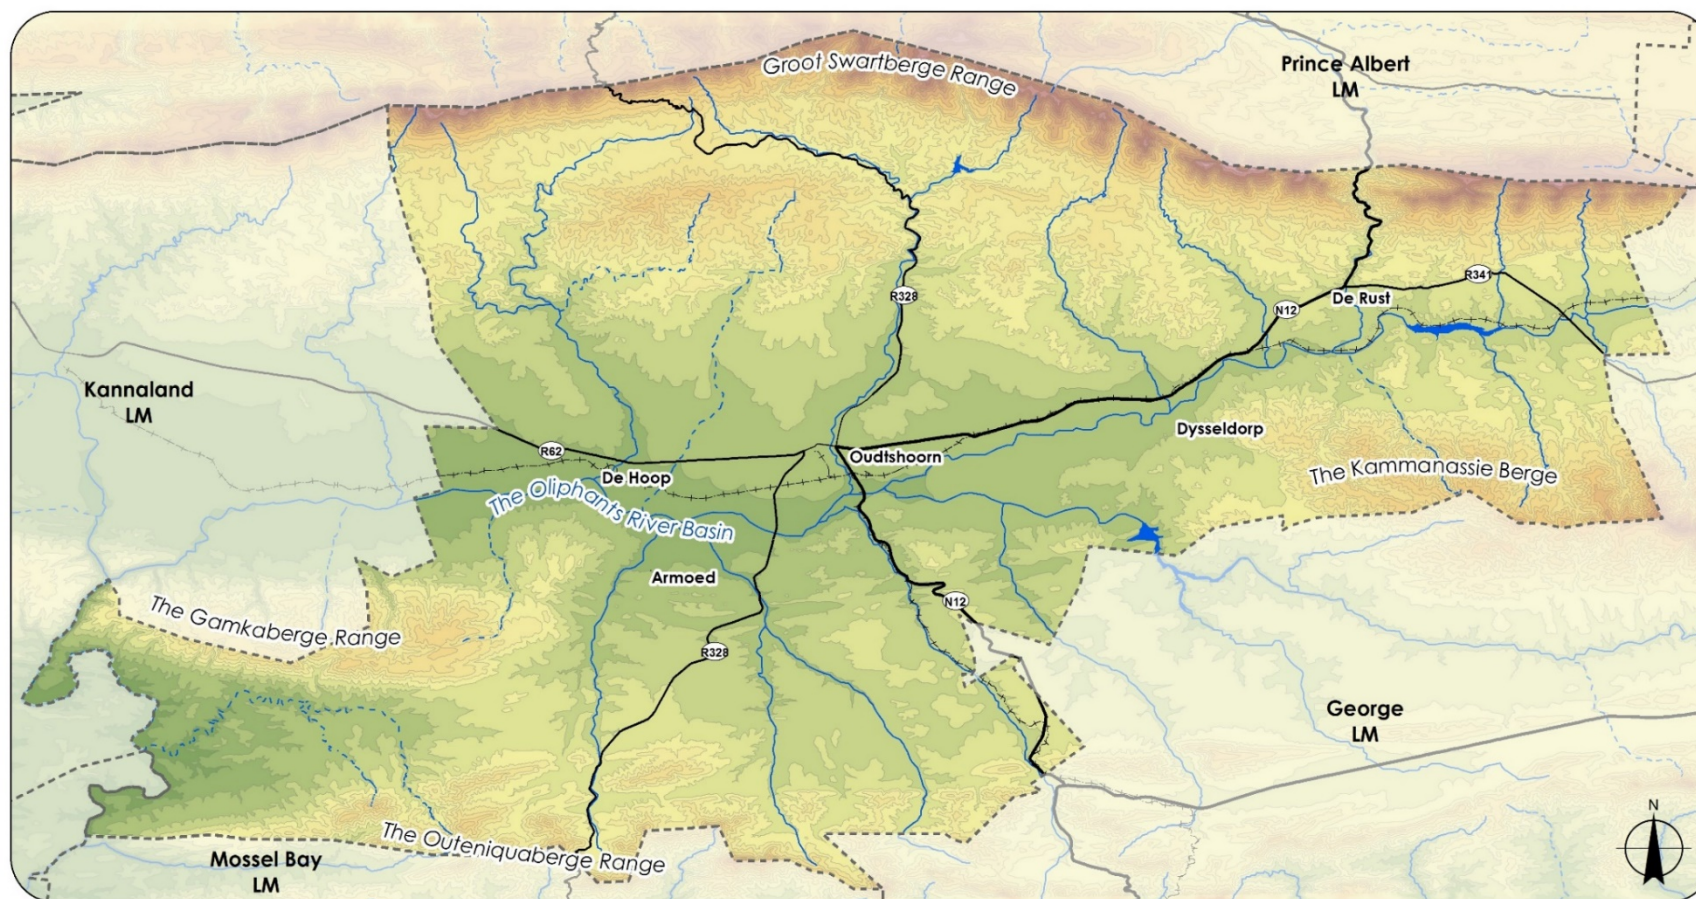 Groot Swartberge Range
Prince Albert
LM
R341
R328
N12
De Rust
Kannaland
LM
Dysseldorp
R62
Oudtshoorn
De Hoop
The Kammanassie Berge
The Oliphants River Basin
Armoed
N12
The Gamkaberge Range
R328
George
LM
N
The Outeniquaberge Range
Mossel Bay
LM